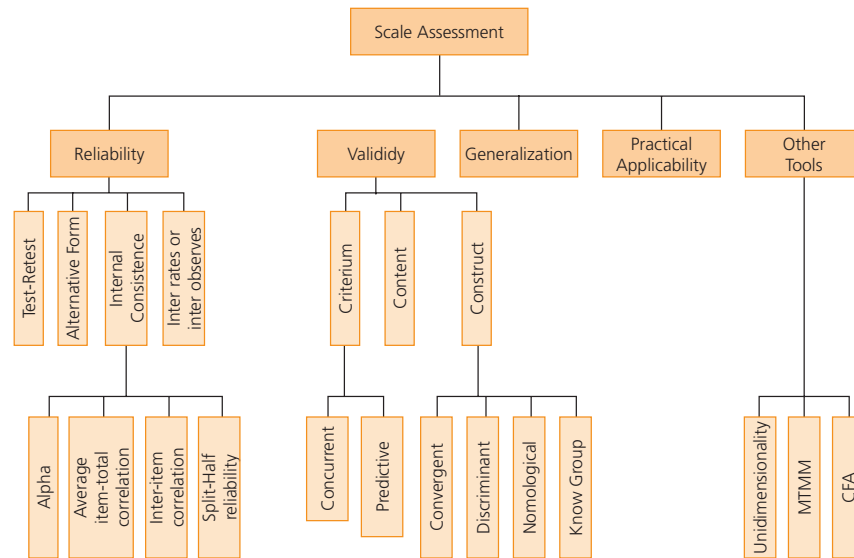 Scale Assessment
Reliability
Valididy
Generalization
Practical
Applicability
Other
Tools
Test-Retest
Alternative Form
Internal
Consistence
Inter rates or
inter observes
Criterium
Content
Construct
Alpha
Average
item-total
correlation
Inter-item
correlation
Split-Half
reliability
Concurrent
Predictive
Convergent
Discriminant
Nomological
Know Group
Unidimensionality
MTMM
CFA